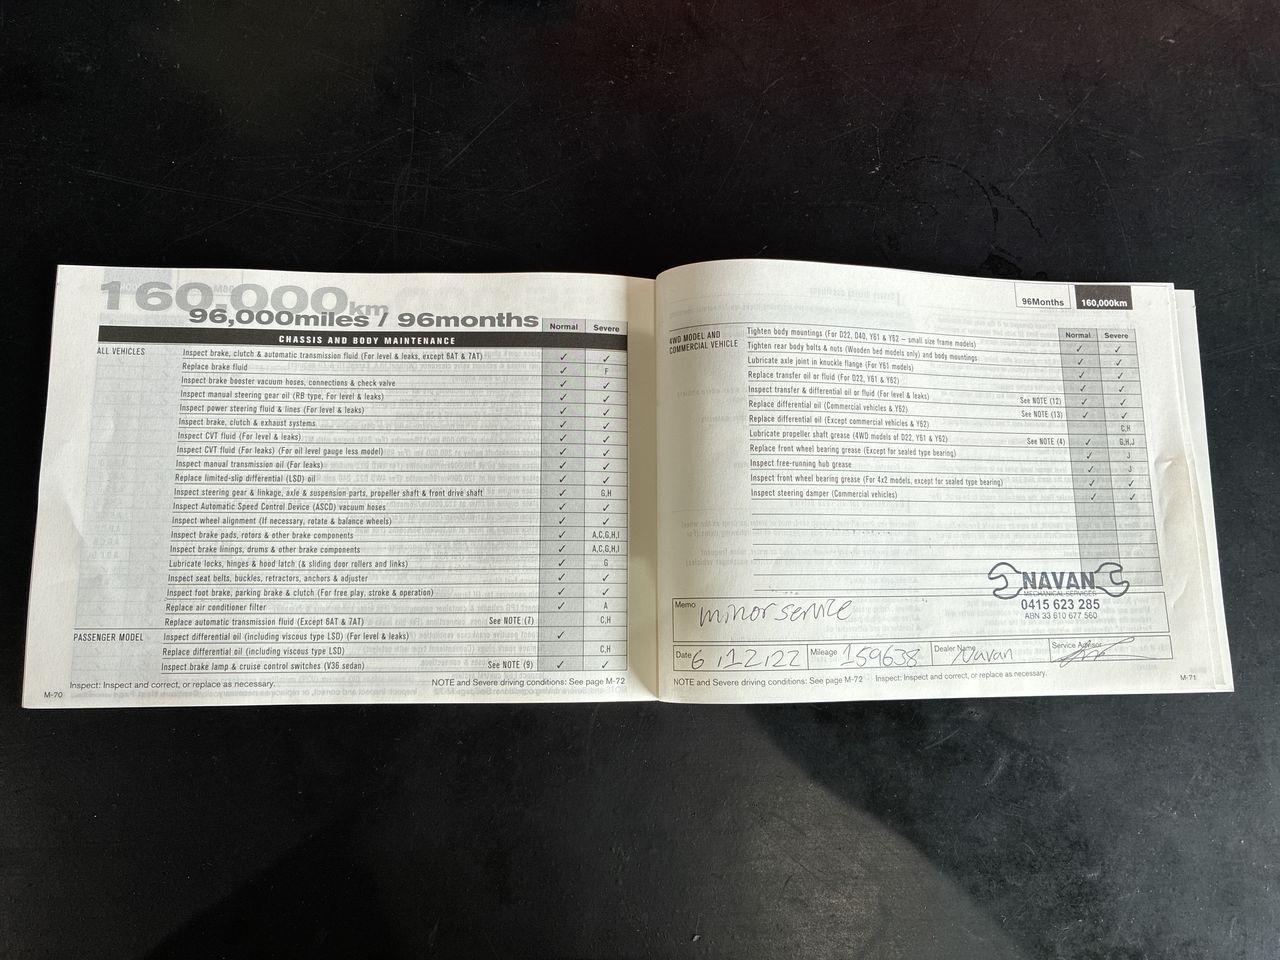 160,000km
96,000miles / 96months
Normal Severe
CHASSIS AND BODY MAINTENANCE
ALL VEHICLES
Inspect brake, clutch & automatic transmission fluid (For level & leaks, except 6AT & 7AT) ✓ ✓
Replace brake fluid ✓ F
Inspect brake booster vacuum hoses, connections & check valve ✓ ✓
Inspect manual steering gear oil (RB type, For level & leaks) ✓ ✓
Inspect power steering fluid & lines (For level & leaks) ✓ ✓
Inspect brake, clutch & exhaust systems ✓ ✓
Inspect CVT fluid (For level & leaks) ✓ ✓
Inspect CVT fluid (For leaks) (For oil level gauge less model) ✓ ✓
Inspect manual transmission oil (For leaks) ✓ ✓
Replace limited-slip differential (LSD) oil ✓ ✓
Inspect steering gear & linkage, axle & suspension parts, propeller shaft & front drive shaft ✓ G,H
Inspect Automatic Speed Control Device (ASCD) vacuum hoses ✓ ✓
Inspect wheel alignment (If necessary, rotate & balance wheels) ✓ ✓
Inspect brake pads, rotors & other brake components ✓ A,C,G,H,I
Inspect brake linings, drums & other brake components ✓ A,C,G,H,I
Lubricate locks, hinges & hood latch (& sliding door rollers and links) ✓ G
Inspect seat belts, buckles, retractors, anchors & adjuster ✓ ✓
Inspect foot brake, parking brake & clutch (For free play, stroke & operation) ✓ ✓
Replace air conditioner filter ✓ A
Replace automatic transmission fluid (Except 6AT & 7AT) See NOTE (7) C,H
PASSENGER MODEL
Inspect differential oil (including viscous type LSD) (For level & leaks) ✓
Replace differential oil (including viscous type LSD) C,H
Inspect brake lamp & cruise control switches (V36 sedan) See NOTE (9) ✓ ✓
Inspect: Inspect and correct, or replace as necessary. NOTE and Severe driving conditions: See page M-72
M-70
96Months 160,000km
Normal Severe
4WD MODEL AND
COMMERCIAL VEHICLE
Tighten body mountings (For D22, D40, Y61 & Y62 – small size frame models) ✓ ✓
Tighten rear body bolts & nuts (Wooden bed models only) and body mountings ✓ ✓
Lubricate axle joint in knuckle flange (For Y61 models) ✓ ✓
Replace transfer oil or fluid (For D22, Y61 & Y62) ✓ ✓
Inspect transfer & differential oil or fluid (For level & leaks) See NOTE (12) ✓ ✓
Replace differential oil (Commercial vehicles & Y62) See NOTE (13) ✓ ✓
Replace differential oil (Except commercial vehicles & Y62) C,H
Lubricate propeller shaft grease (4WD models of D22, Y61 & Y62) See NOTE (4) ✓ G,H,J
Replace front wheel bearing grease (Except for sealed type bearing) ✓ J
Inspect free-running hub grease ✓ J
Inspect front wheel bearing grease (For 4x2 models, except for sealed type bearing) ✓ ✓
Inspect steering damper (Commercial vehicles) ✓ ✓
NAVAN
MECHANICAL SERVICES
0415 623 285
ABN 33 610 677 560
Memo minor service
Date 6 / 12 / 22 Mileage 159638 Dealer Name Navan Service Advisor
NOTE and Severe driving conditions: See page M-72 Inspect: Inspect and correct, or replace as necessary.
M-71